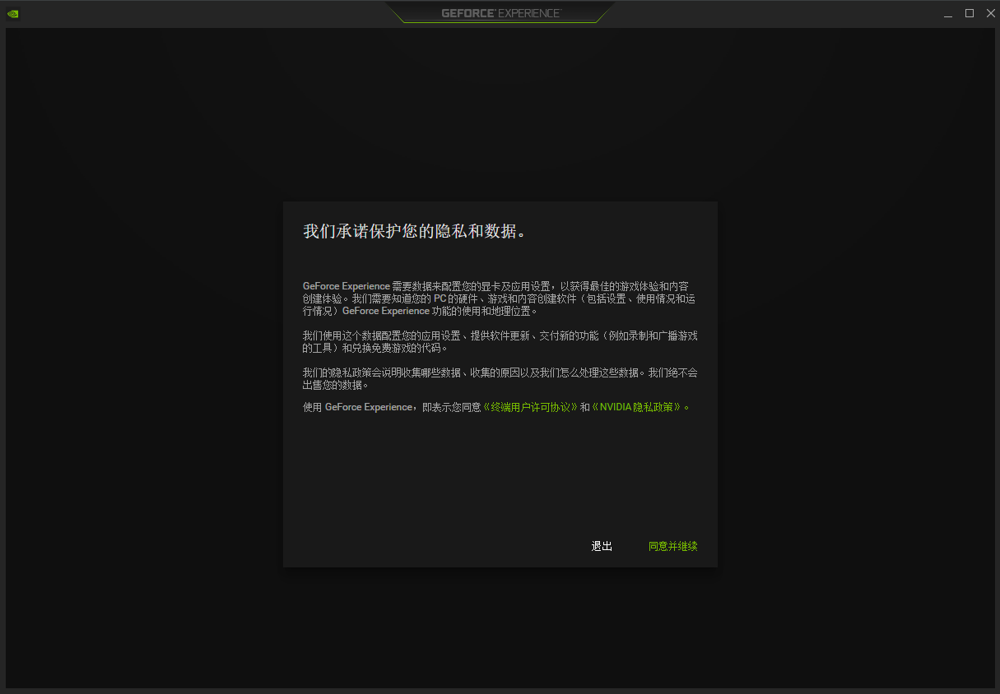 GEFORCE® EXPERIENCE™
我们承诺保护您的隐私和数据。
GeForce Experience 需要数据来配置您的显卡及应用设置，以获得最佳的游戏体验和内容
创建体验。我们需要知道您的 PC 的硬件、游戏和内容创建软件（包括设置、使用情况和运
行情况）GeForce Experience 功能的使用和地理位置。
我们使用这个数据配置您的应用设置、提供软件更新、交付新的功能（例如录制和广播游戏
的工具）和兑换免费游戏的代码。
我们的隐私政策会说明收集哪些数据、收集的原因以及我们怎么处理这些数据。我们绝不会
出售您的数据。
使用 GeForce Experience，即表示您同意《终端用户许可协议》和《NVIDIA 隐私政策》。
退出 同意并继续